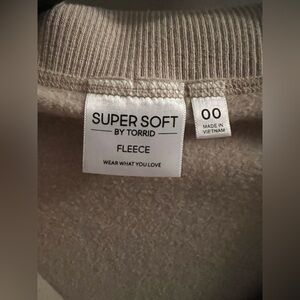 SUPER SOFT
BY TORRID
FLEECE
WEAR WHAT YOU LOVE
00
MADE IN
VIETNAM